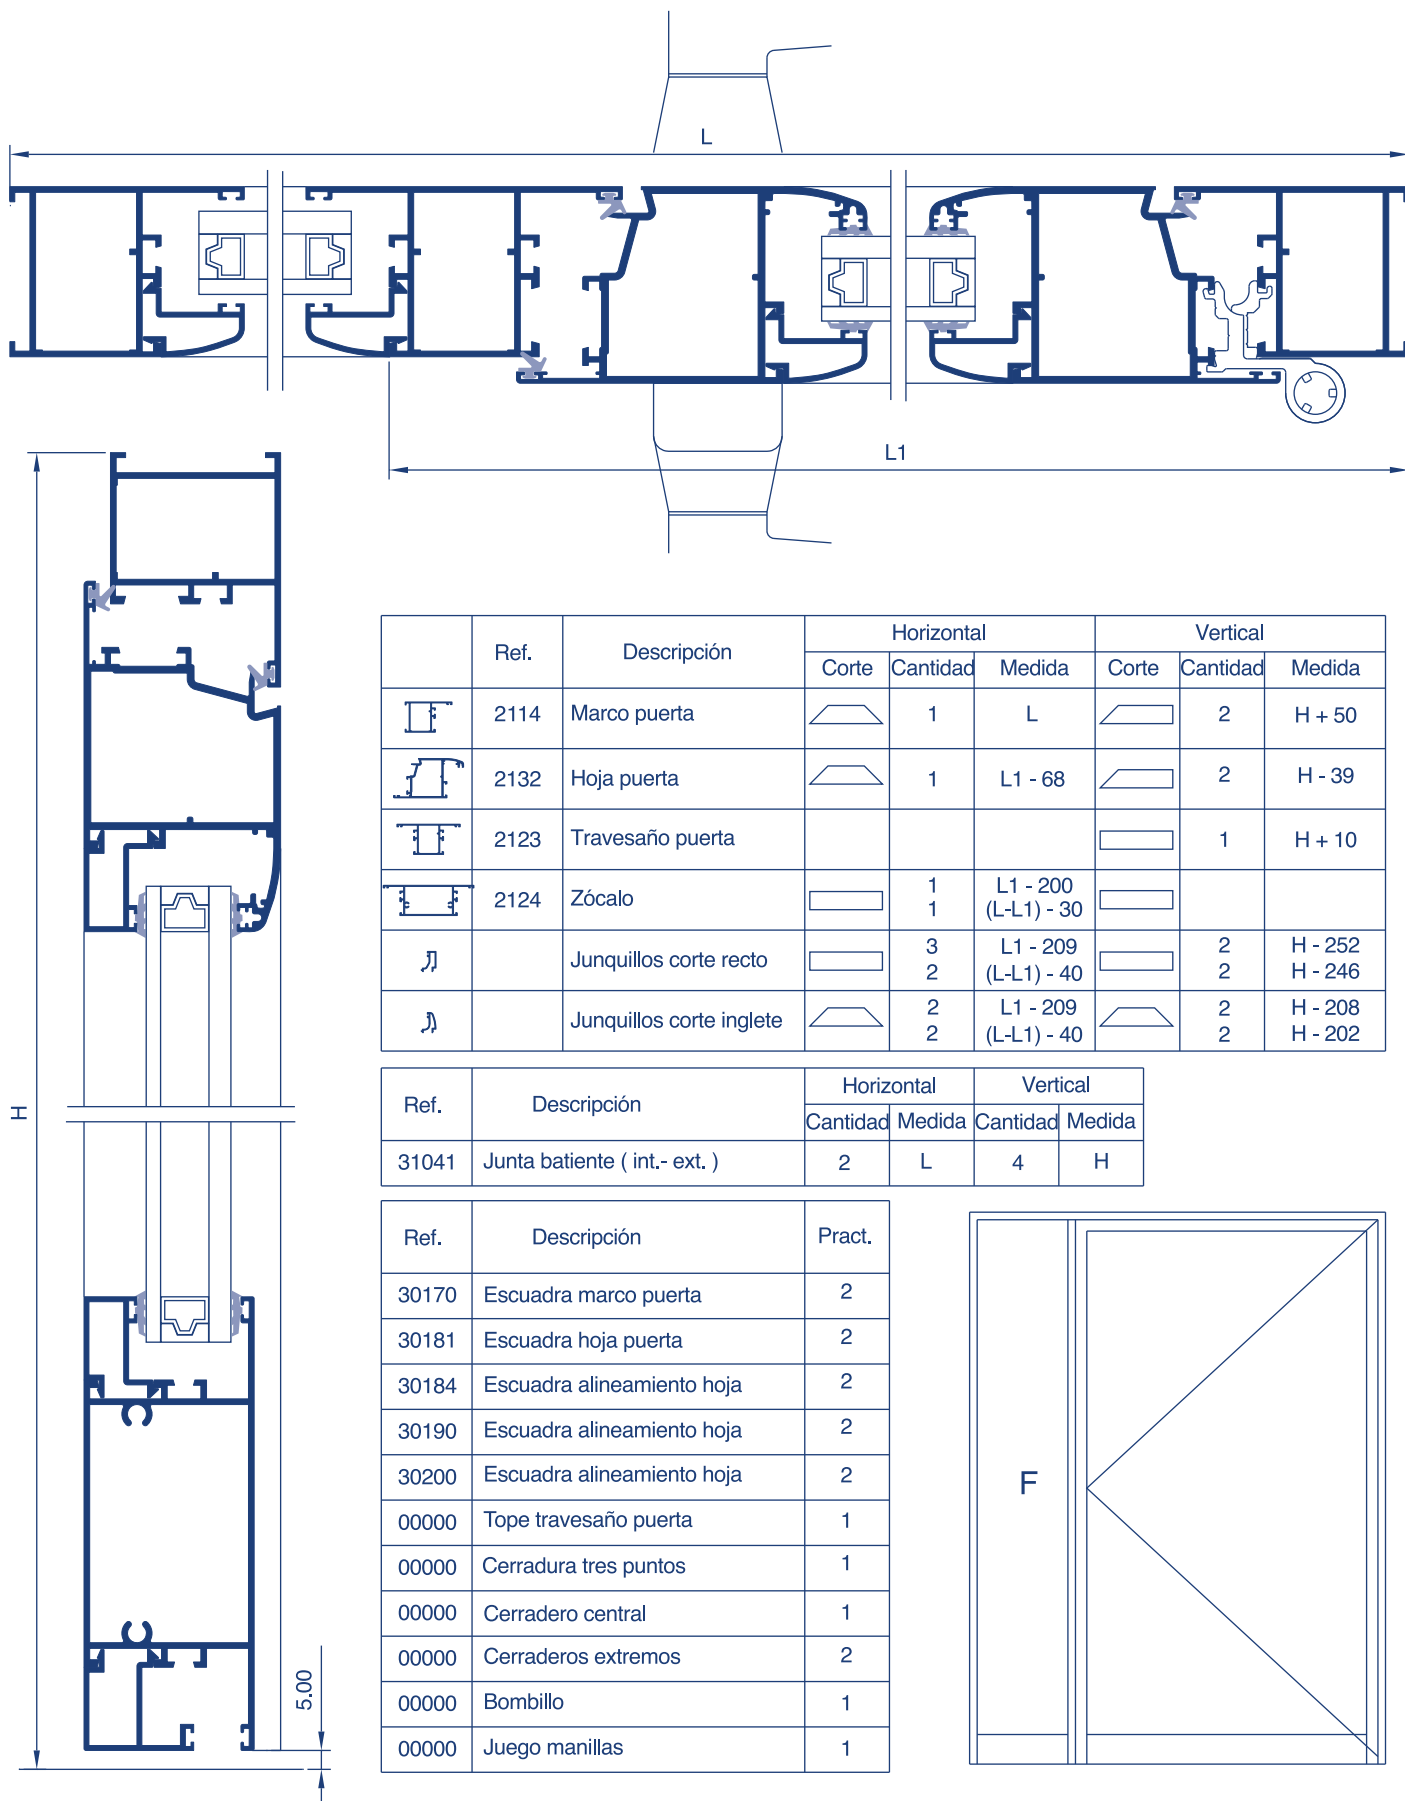 L
L1
H
5.00
Ref. Descripción Horizontal Vertical
Corte Cantidad Medida Corte Cantidad Medida
2114 Marco puerta 1 L 2 H + 50
2132 Hoja puerta 1 L1 - 68 2 H - 39
2123 Travesaño puerta 1 H + 10
2124 Zócalo 1 L1 - 200
1 (L-L1) - 30
Junquillos corte recto 3 L1 - 209 2 H - 252
2 (L-L1) - 40 2 H - 246
Junquillos corte inglete 2 L1 - 209 2 H - 208
2 (L-L1) - 40 2 H - 202
Ref. Descripción Horizontal Vertical
Cantidad Medida Cantidad Medida
31041 Junta batiente ( int.- ext. ) 2 L 4 H
Ref. Descripción Pract.
30170 Escuadra marco puerta 2
30181 Escuadra hoja puerta 2
30184 Escuadra alineamiento hoja 2
30190 Escuadra alineamiento hoja 2
30200 Escuadra alineamiento hoja 2
00000 Tope travesaño puerta 1
00000 Cerradura tres puntos 1
00000 Cerradero central 1
00000 Cerraderos extremos 2
00000 Bombillo 1
00000 Juego manillas 1
F